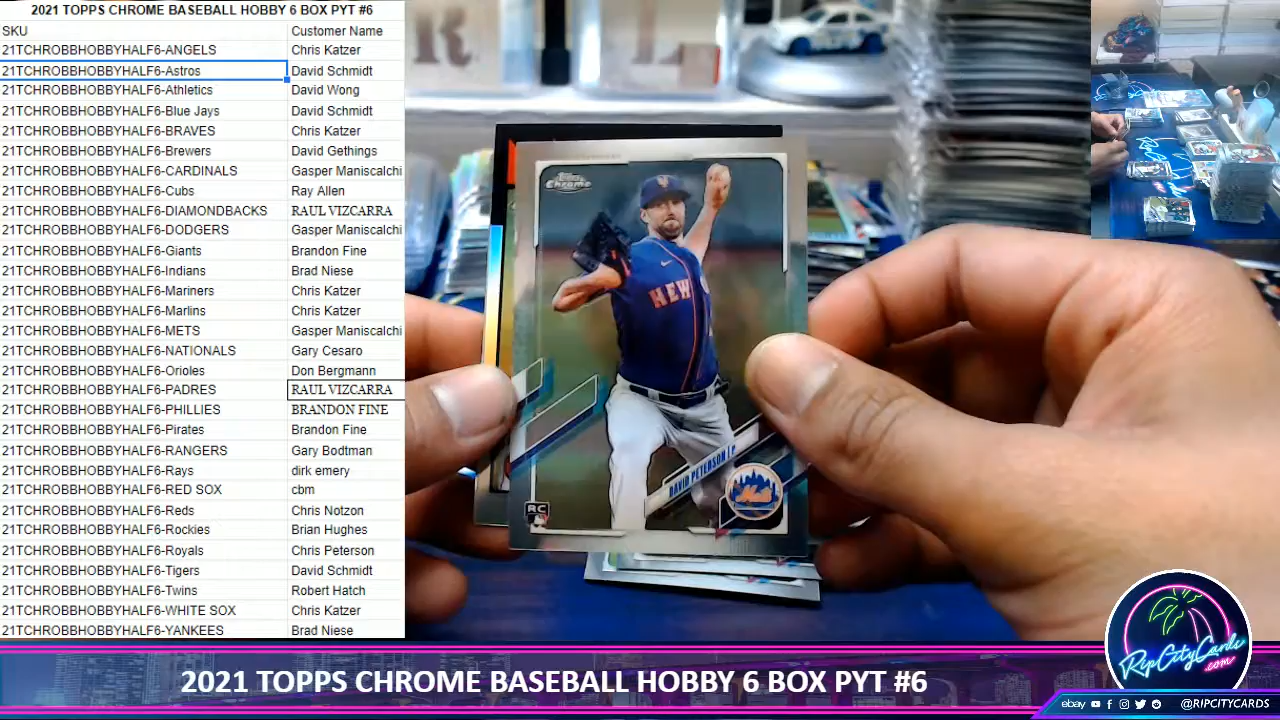 2021 TOPPS CHROME BASEBALL HOBBY 6 BOX PYT #6
SKU Customer Name
21TCHROBBHOBBYHALF6-ANGELS Chris Katzer
21TCHROBBHOBBYHALF6-Astros David Schmidt
21TCHROBBHOBBYHALF6-Athletics David Wong
21TCHROBBHOBBYHALF6-Blue Jays David Schmidt
21TCHROBBHOBBYHALF6-BRAVES Chris Katzer
21TCHROBBHOBBYHALF6-Brewers David Gethings
21TCHROBBHOBBYHALF6-CARDINALS Gasper Maniscalchi
21TCHROBBHOBBYHALF6-Cubs Ray Allen
21TCHROBBHOBBYHALF6-DIAMONDBACKS RAUL VIZCARRA
21TCHROBBHOBBYHALF6-DODGERS Gasper Maniscalchi
21TCHROBBHOBBYHALF6-Giants Brandon Fine
21TCHROBBHOBBYHALF6-Indians Brad Niese
21TCHROBBHOBBYHALF6-Mariners Chris Katzer
21TCHROBBHOBBYHALF6-Marlins Chris Katzer
21TCHROBBHOBBYHALF6-METS Gasper Maniscalchi
21TCHROBBHOBBYHALF6-NATIONALS Gary Cesaro
21TCHROBBHOBBYHALF6-Orioles Don Bergmann
21TCHROBBHOBBYHALF6-PADRES RAUL VIZCARRA
21TCHROBBHOBBYHALF6-PHILLIES BRANDON FINE
21TCHROBBHOBBYHALF6-Pirates Brandon Fine
21TCHROBBHOBBYHALF6-RANGERS Gary Bodtman
21TCHROBBHOBBYHALF6-Rays dirk emery
21TCHROBBHOBBYHALF6-RED SOX cbm
21TCHROBBHOBBYHALF6-Reds Chris Notzon
21TCHROBBHOBBYHALF6-Rockies Brian Hughes
21TCHROBBHOBBYHALF6-Royals Chris Peterson
21TCHROBBHOBBYHALF6-Tigers David Schmidt
21TCHROBBHOBBYHALF6-Twins Robert Hatch
21TCHROBBHOBBYHALF6-WHITE SOX Chris Katzer
21TCHROBBHOBBYHALF6-YANKEES Brad Niese
Topps
Chrome
NEW
DAVID PETERSON | P
Mets
RC
RipCityCards
.com
2021 TOPPS CHROME BASEBALL HOBBY 6 BOX PYT #6
ebay @RIPCITYCARDS